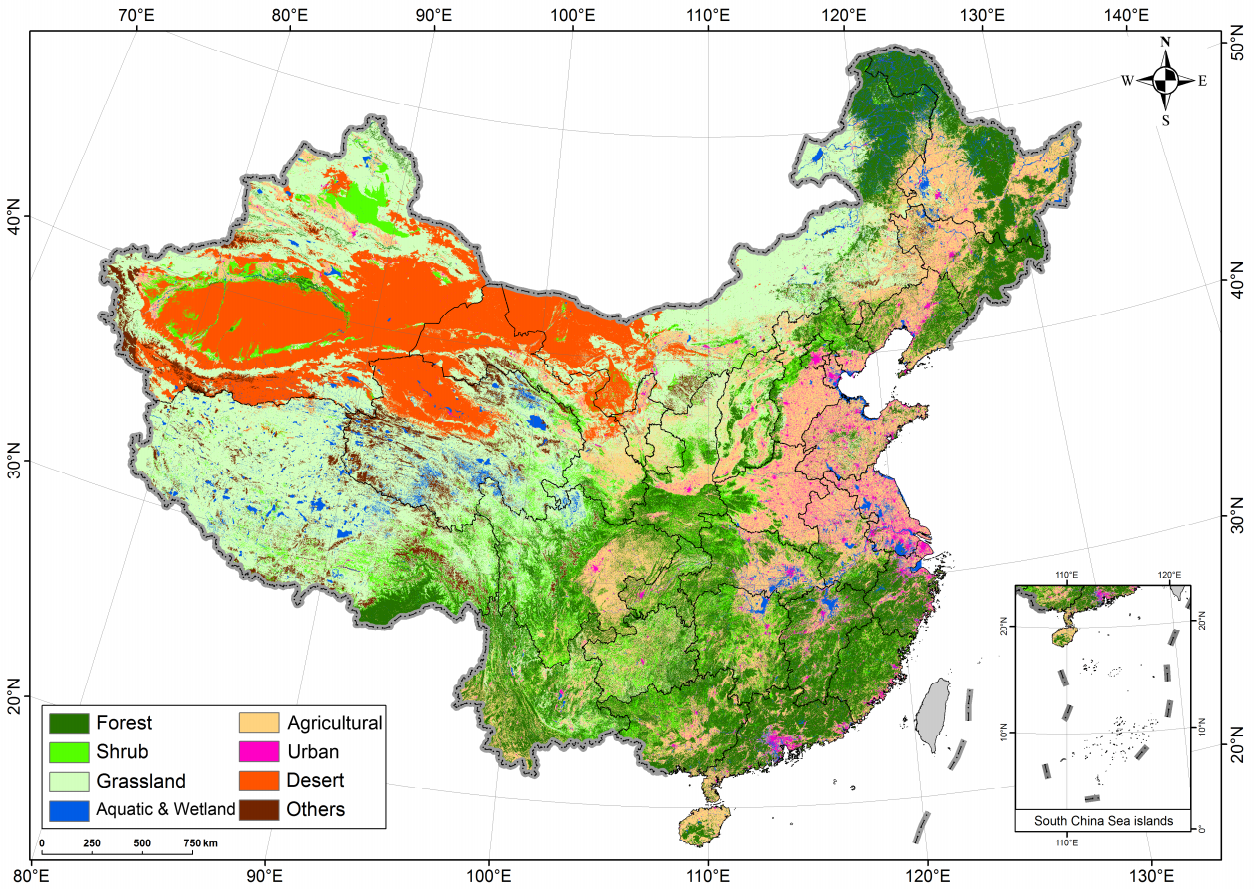 70°E 80°E 90°E 100°E 110°E 120°E 130°E 140°E
50°N
N
W E
S
40°N
40°N
30°N
30°N
20°N
20°N
Forest
Shrub
Grassland
Aquatic & Wetland
Agricultural
Urban
Desert
Others
0 250 500 750 km
110°E 120°E
20°N
20°N
10°N
10°N
0°
South China Sea islands
110°E
80°E 90°E 100°E 110°E 120°E 130°E